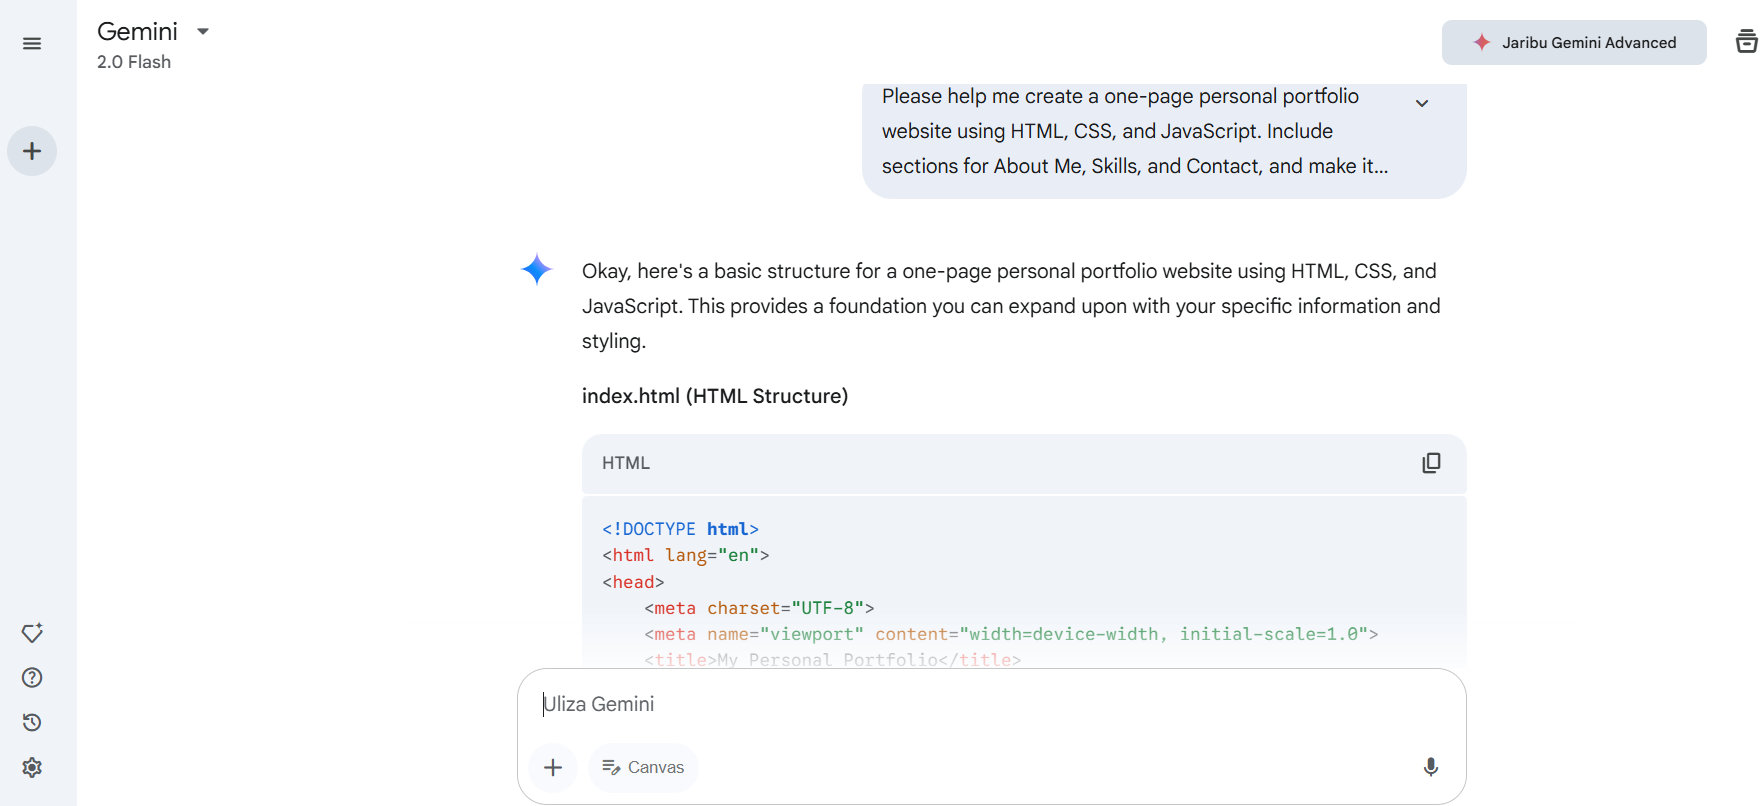 Gemini
2.0 Flash
Jaribu Gemini Advanced
Please help me create a one-page personal portfolio
website using HTML, CSS, and JavaScript. Include
sections for About Me, Skills, and Contact, and make it...
Okay, here's a basic structure for a one-page personal portfolio website using HTML, CSS, and
JavaScript. This provides a foundation you can expand upon with your specific information and
styling.
index.html (HTML Structure)
HTML
<!DOCTYPE html>
<html lang="en">
<head>
<meta charset="UTF-8">
<meta name="viewport" content="width=device-width, initial-scale=1.0">
<title>My Personal Portfolio</title>
Uliza Gemini
Canvas